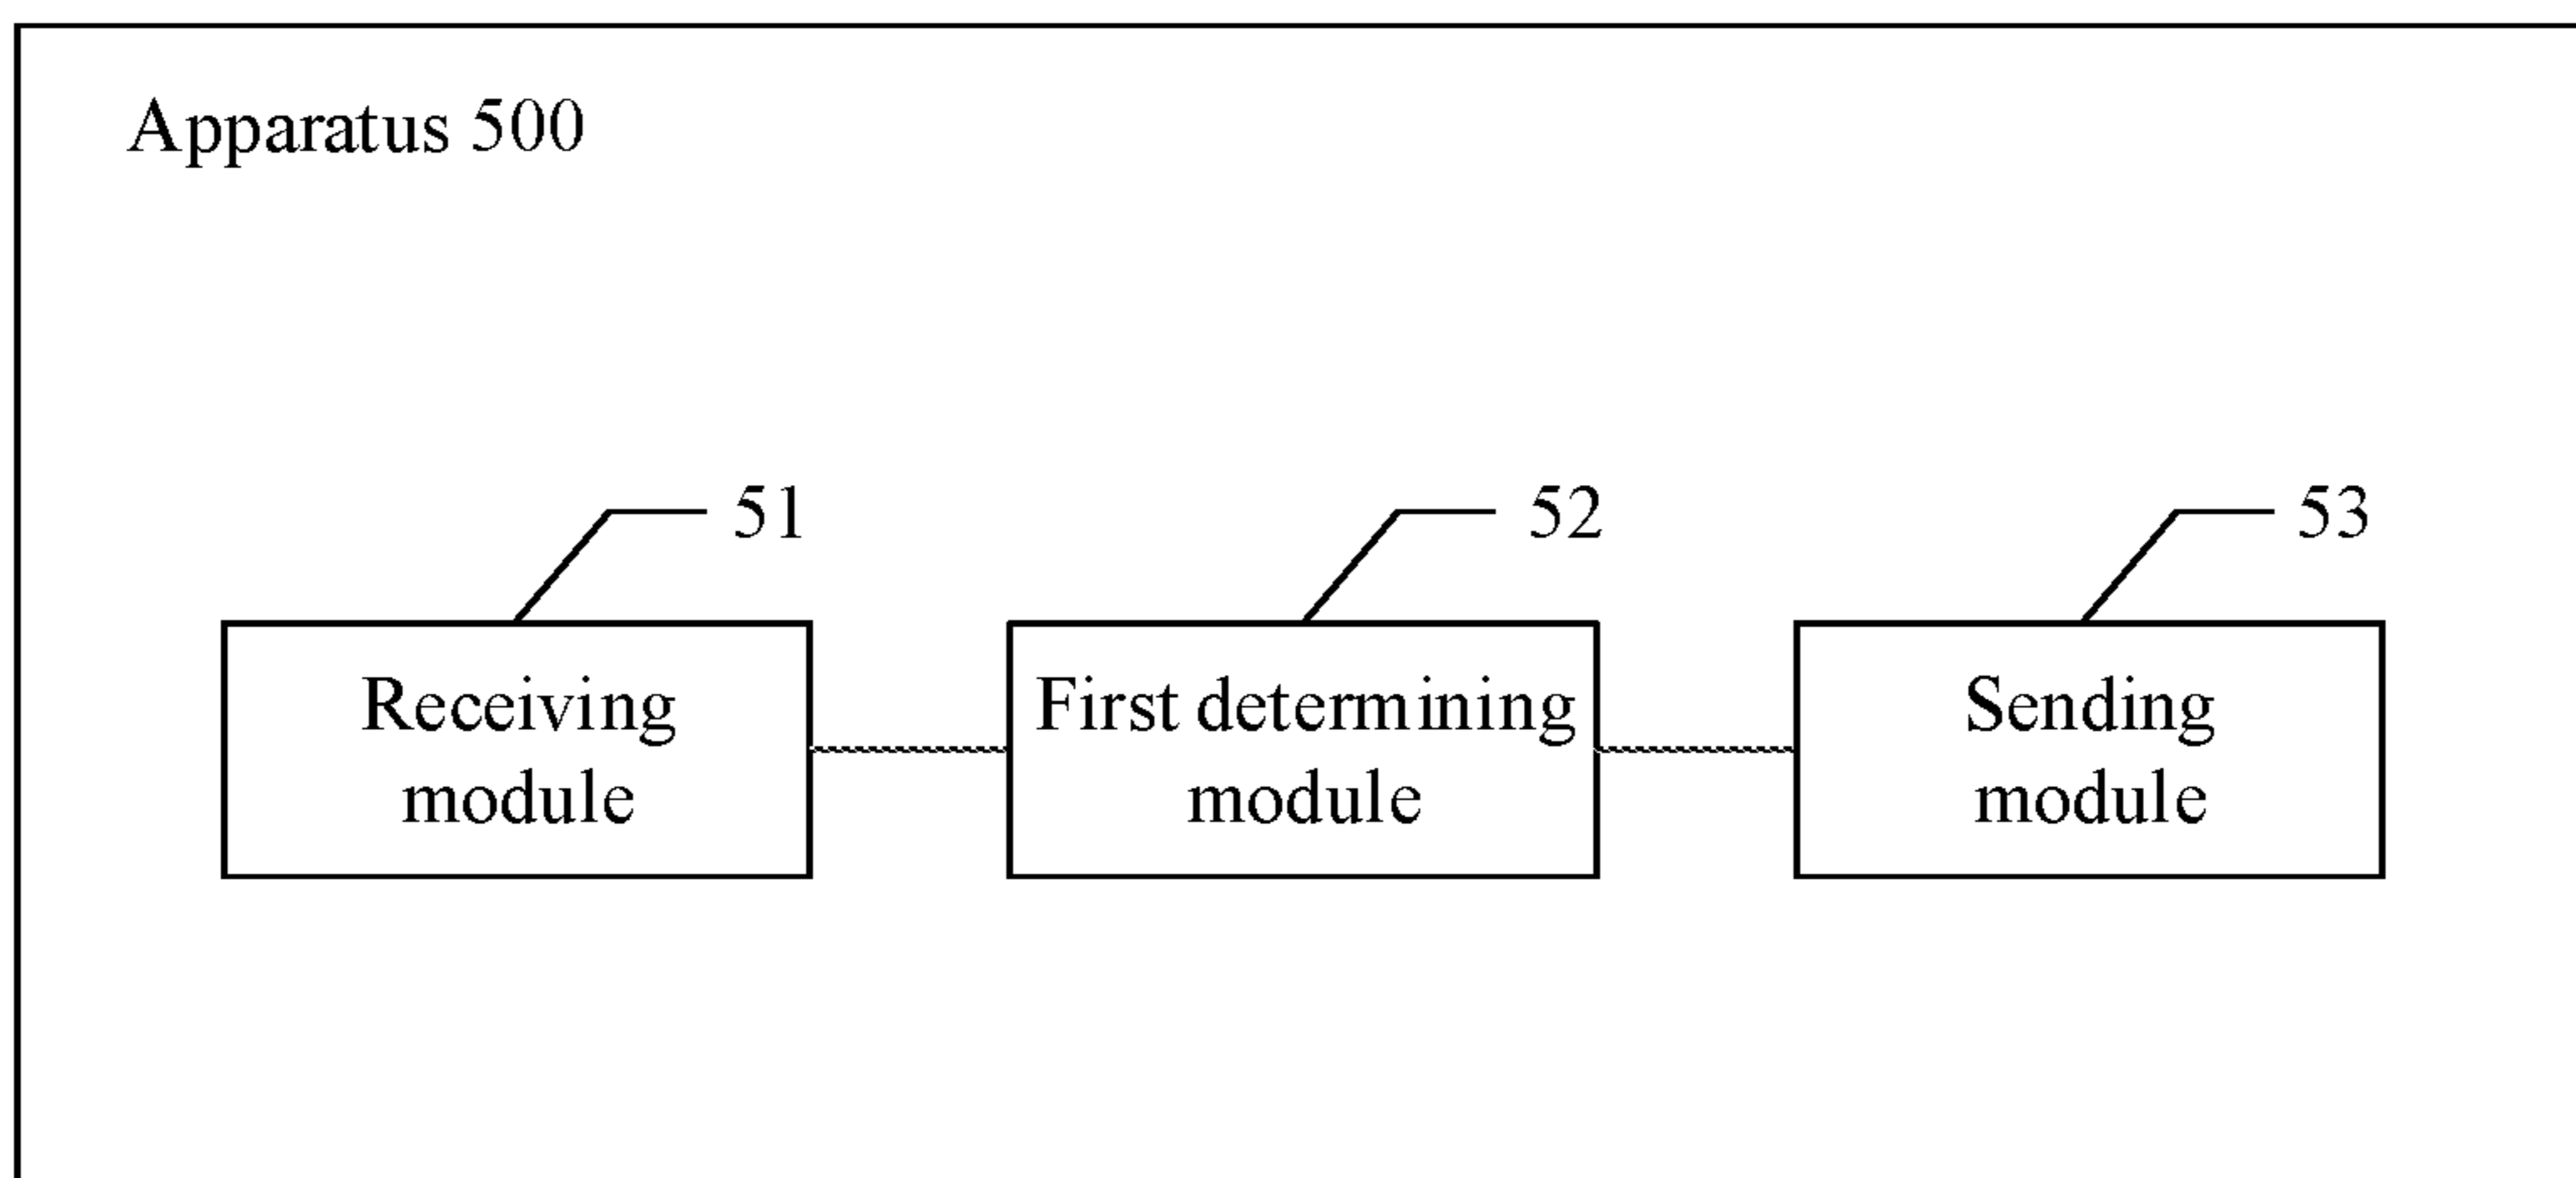 Apparatus 500
51
52
53
Receiving
module
First determining
module
Sending
module